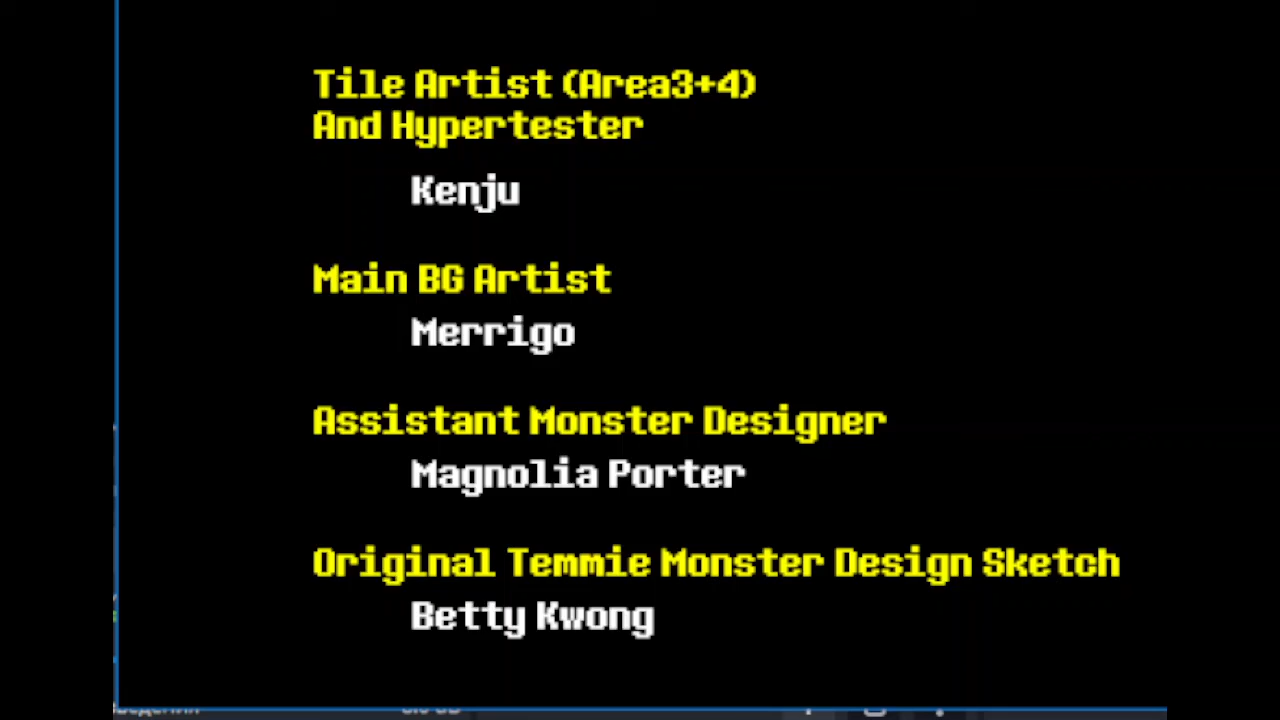 Tile Artist (Area3+4)
And Hypertester
Kenju
Main BG Artist
Merrigo
Assistant Monster Designer
Magnolia Porter
Original Temmie Monster Design Sketch
Betty Kwong